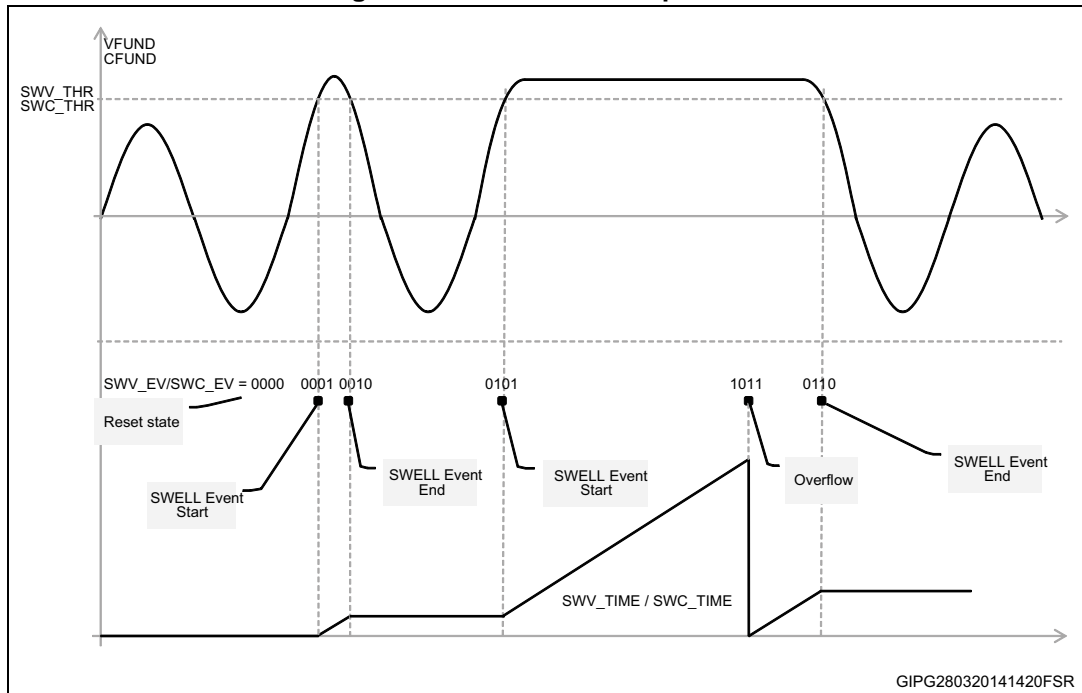 VFUND
CFUND
SWV_THR
SWC_THR
SWV_EV/SWC_EV = 0000 0001 0010 0101 1011 0110
Reset state
SWELL Event
Start
SWELL Event
End
SWELL Event
Start
Overflow
SWELL Event
End
SWV_TIME / SWC_TIME
GIPG280320141420FSR